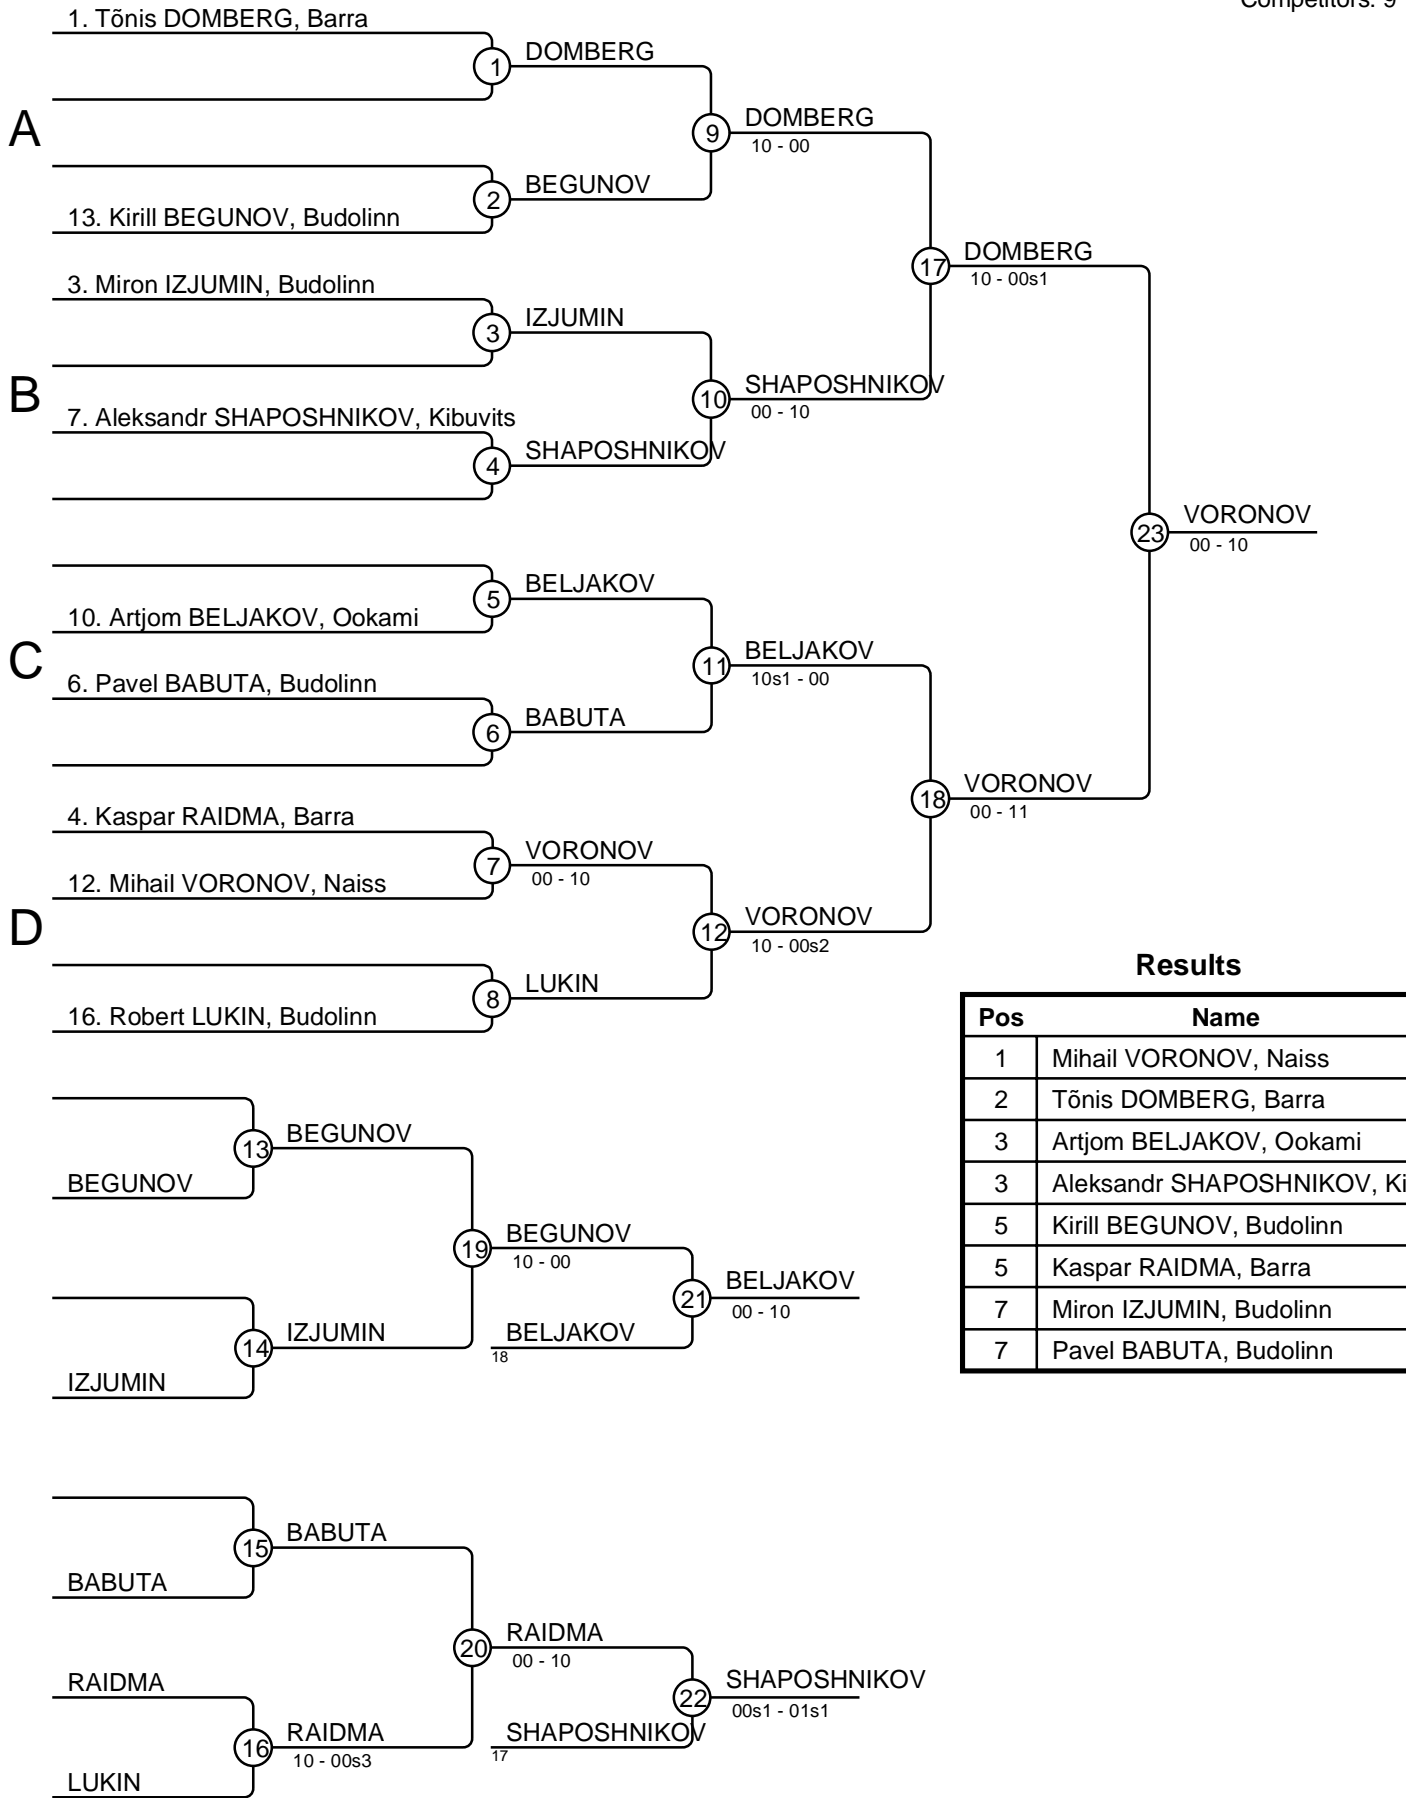 Competitors: 9
1. Tõnis DOMBERG, Barra
1
DOMBERG
A
9
DOMBERG
10 - 00
2
BEGUNOV
13. Kirill BEGUNOV, Budolinn
17
DOMBERG
10 - 00s1
3. Miron IZJUMIN, Budolinn
3
IZJUMIN
B
10
SHAPOSHNIKOV
00 - 10
7. Aleksandr SHAPOSHNIKOV, Kibuvits
4
SHAPOSHNIKOV
23
VORONOV
00 - 10
5
BELJAKOV
10. Artjom BELJAKOV, Ookami
C
11
BELJAKOV
10s1 - 00
6. Pavel BABUTA, Budolinn
6
BABUTA
18
VORONOV
00 - 11
4. Kaspar RAIDMA, Barra
7
VORONOV
00 - 10
12. Mihail VORONOV, Naiss
D
12
VORONOV
10 - 00s2
8
LUKIN
16. Robert LUKIN, Budolinn
Results
Pos Name
1 Mihail VORONOV, Naiss
2 Tõnis DOMBERG, Barra
3 Artjom BELJAKOV, Ookami
3 Aleksandr SHAPOSHNIKOV, Ki
5 Kirill BEGUNOV, Budolinn
5 Kaspar RAIDMA, Barra
7 Miron IZJUMIN, Budolinn
7 Pavel BABUTA, Budolinn
13
BEGUNOV
BEGUNOV
19
BEGUNOV
10 - 00
21
BELJAKOV
00 - 10
14
IZJUMIN
BELJAKOV
18
IZJUMIN
15
BABUTA
BABUTA
20
RAIDMA
00 - 10
RAIDMA
22
SHAPOSHNIKOV
00s1 - 01s1
16
RAIDMA
10 - 00s3
SHAPOSHNIKOV
17
LUKIN